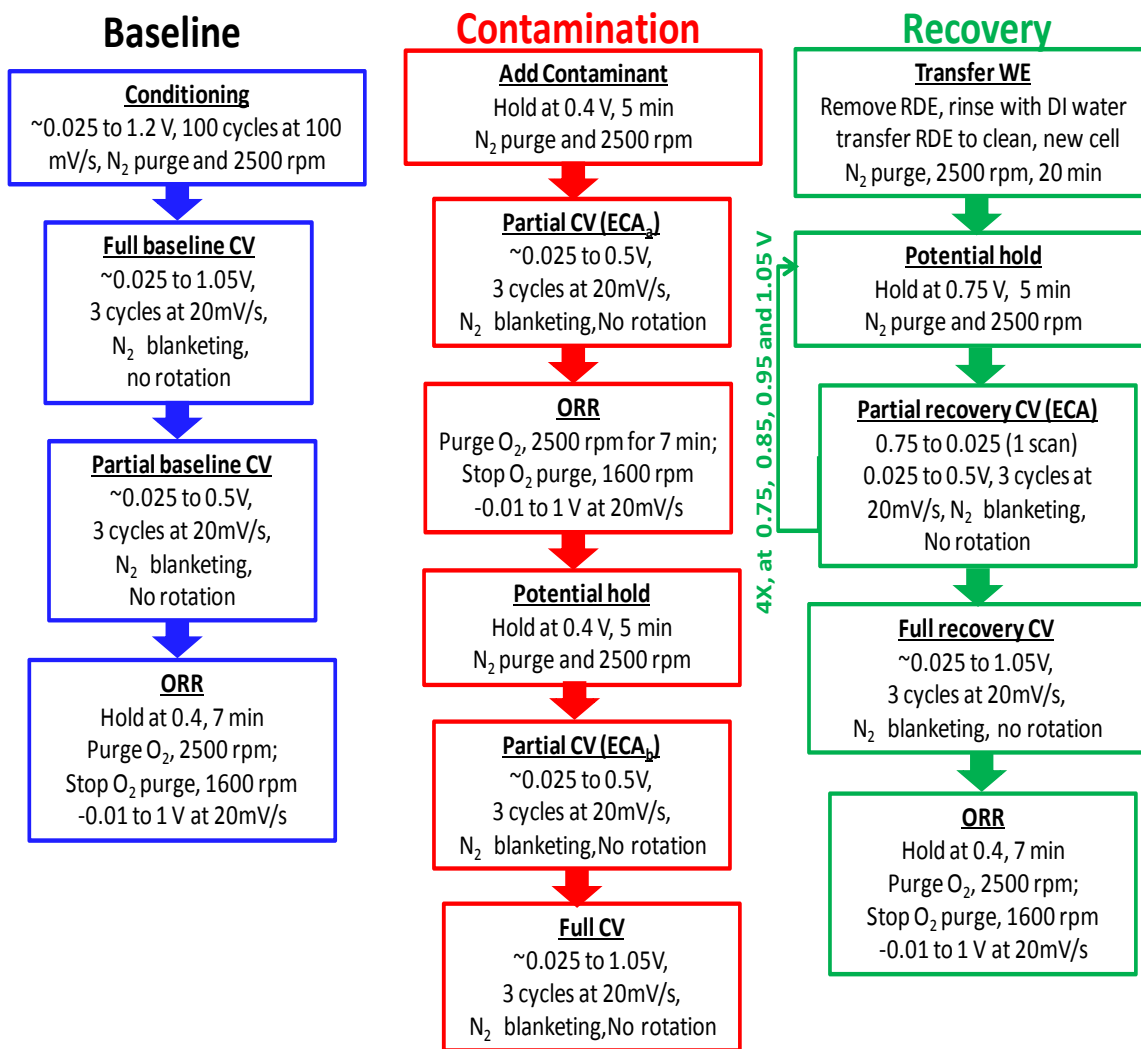 Baseline
Conditioning
~0.025 to 1.2 V, 100 cycles at 100
mV/s, N₂ purge and 2500 rpm
Full baseline CV
~0.025 to 1.05V,
3 cycles at 20mV/s,
N₂ blanketing,
no rotation
Partial baseline CV
~0.025 to 0.5V,
3 cycles at 20mV/s,
N₂ blanketing,
No rotation
ORR
Hold at 0.4, 7 min
Purge O₂, 2500 rpm;
Stop O₂ purge, 1600 rpm
-0.01 to 1 V at 20mV/s
Contamination
Add Contaminant
Hold at 0.4 V, 5 min
N₂ purge and 2500 rpm
Partial CV (ECAₐ)
~0.025 to 0.5V,
3 cycles at 20mV/s,
N₂ blanketing,No rotation
ORR
Purge O₂, 2500 rpm for 7 min;
Stop O₂ purge, 1600 rpm
-0.01 to 1 V at 20mV/s
Potential hold
Hold at 0.4 V, 5 min
N₂ purge and 2500 rpm
Partial CV (ECA_b)
~0.025 to 0.5V,
3 cycles at 20mV/s,
N₂ blanketing,No rotation
Full CV
~0.025 to 1.05V,
3 cycles at 20mV/s,
N₂ blanketing,No rotation
Recovery
Transfer WE
Remove RDE, rinse with DI water
transfer RDE to clean, new cell
N₂ purge, 2500 rpm, 20 min
Potential hold
Hold at 0.75 V, 5 min
N₂ purge and 2500 rpm
4X, at 0.75, 0.85, 0.95 and 1.05 V
Partial recovery CV (ECA)
0.75 to 0.025 (1 scan)
0.025 to 0.5V, 3 cycles at
20mV/s, N₂ blanketing,
No rotation
Full recovery CV
~0.025 to 1.05V,
3 cycles at 20mV/s,
N₂ blanketing, no rotation
ORR
Hold at 0.4, 7 min
Purge O₂, 2500 rpm;
Stop O₂ purge, 1600 rpm
-0.01 to 1 V at 20mV/s